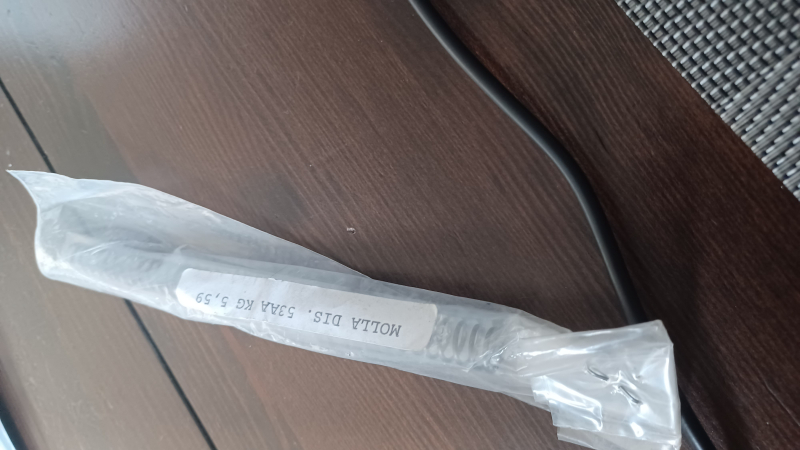 MOLLA DIS. 53AA KG 5,59